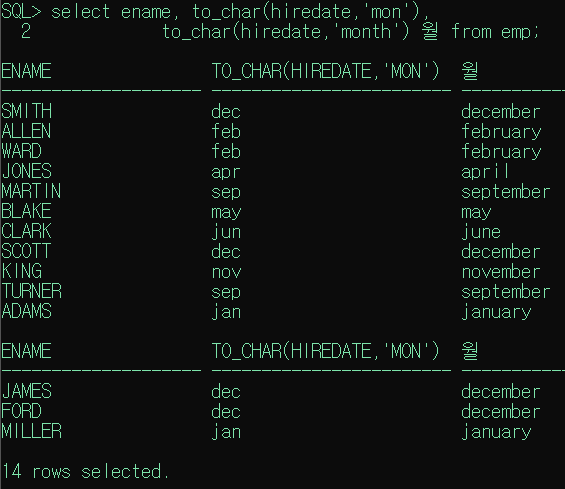 SQL> select ename, to_char(hiredate,'mon'),
  2             to_char(hiredate,'month') 월 from emp;
ENAME                TO_CHAR(HIREDATE,'MON')  월
-------------------- ------------------------ -----------
SMITH                dec                      december
ALLEN                feb                      february
WARD                 feb                      february
JONES                apr                      april
MARTIN               sep                      september
BLAKE                may                      may
CLARK                jun                      june
SCOTT                dec                      december
KING                 nov                      november
TURNER               sep                      september
ADAMS                jan                      january
ENAME                TO_CHAR(HIREDATE,'MON')  월
-------------------- ------------------------ -----------
JAMES                dec                      december
FORD                 dec                      december
MILLER               jan                      january
14 rows selected.